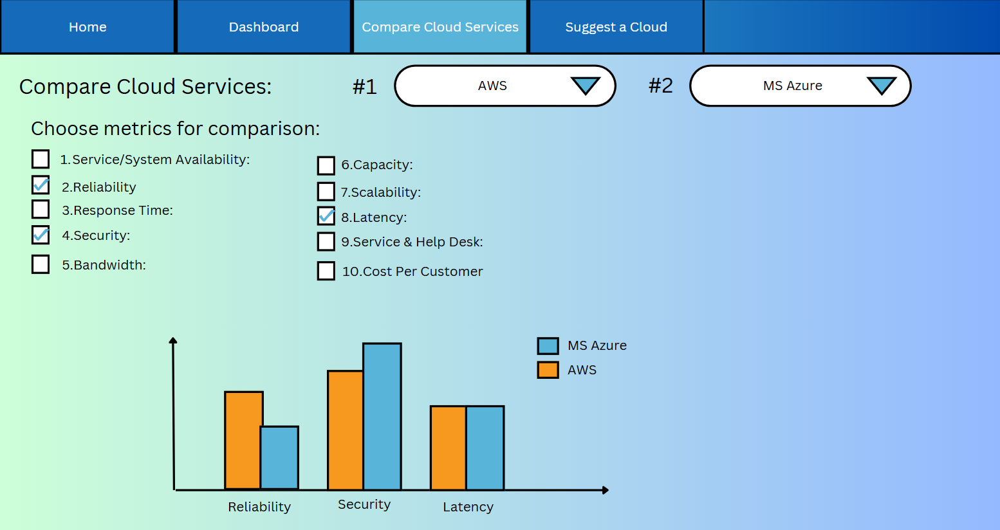 Home
Dashboard
Compare Cloud Services
Suggest a Cloud
Compare Cloud Services:
#1
AWS
#2
MS Azure
Choose metrics for comparison:
1.Service/System Availability:
2.Reliability
3.Response Time:
4.Security:
5.Bandwidth:
6.Capacity:
7.Scalability:
8.Latency:
9.Service & Help Desk:
10.Cost Per Customer
MS Azure
AWS
Reliability
Security
Latency